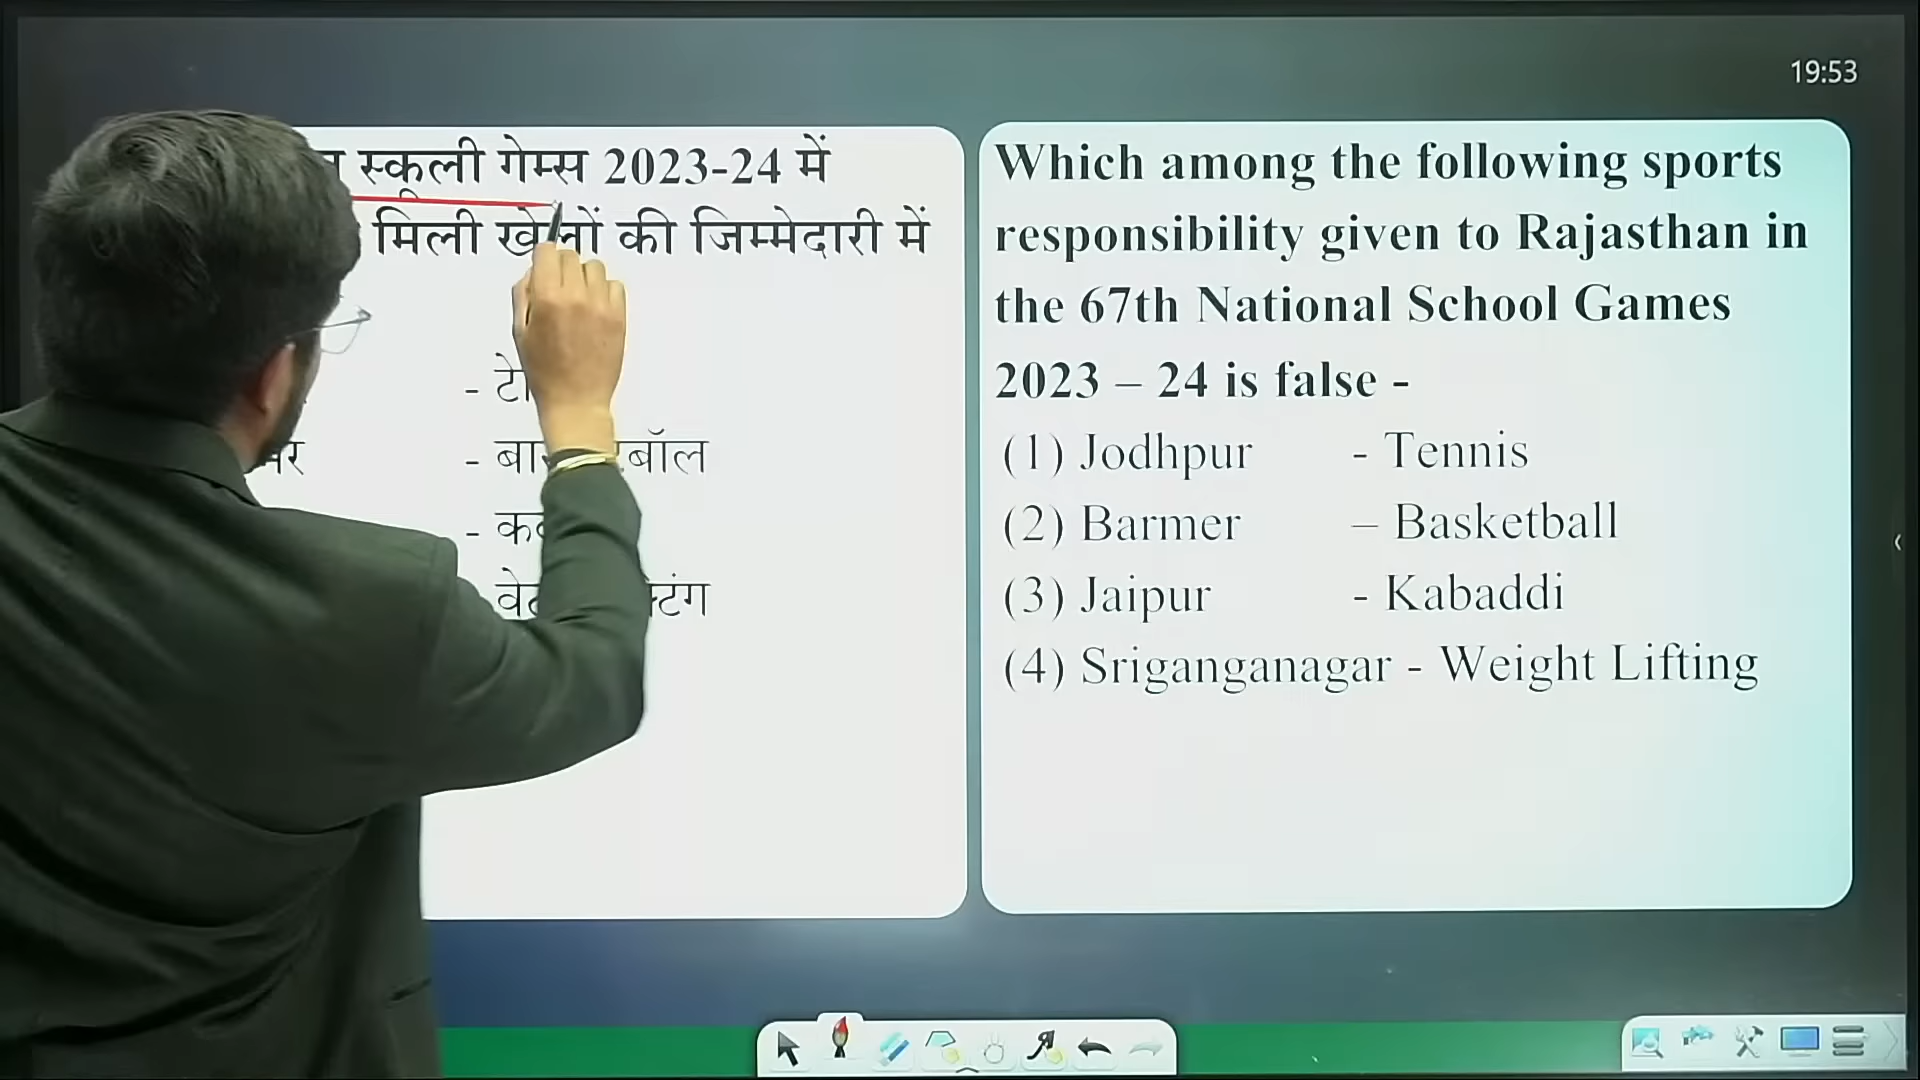 19:53
स्कूली गेम्स 2023-24 में
मिली खेलों की जिम्मेदारी में
-
- बॉल
-
-
Which among the following sports
responsibility given to Rajasthan in
the 67th National School Games
2023 – 24 is false -
(1) Jodhpur - Tennis
(2) Barmer – Basketball
(3) Jaipur - Kabaddi
(4) Sriganganagar - Weight Lifting